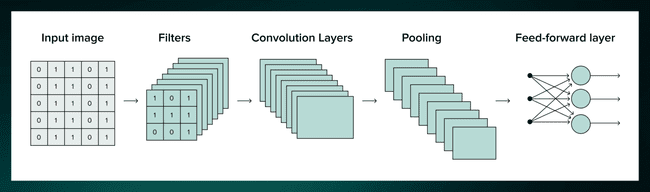 Input image
Filters
Convolution Layers
Pooling
Feed-forward layer
0 1 1 0 1
0 1 1 0 1
0 1 1 0 1
0 1 1 0 1
0 1 1 0 1
1 0 1
1 1 1
0 0 1